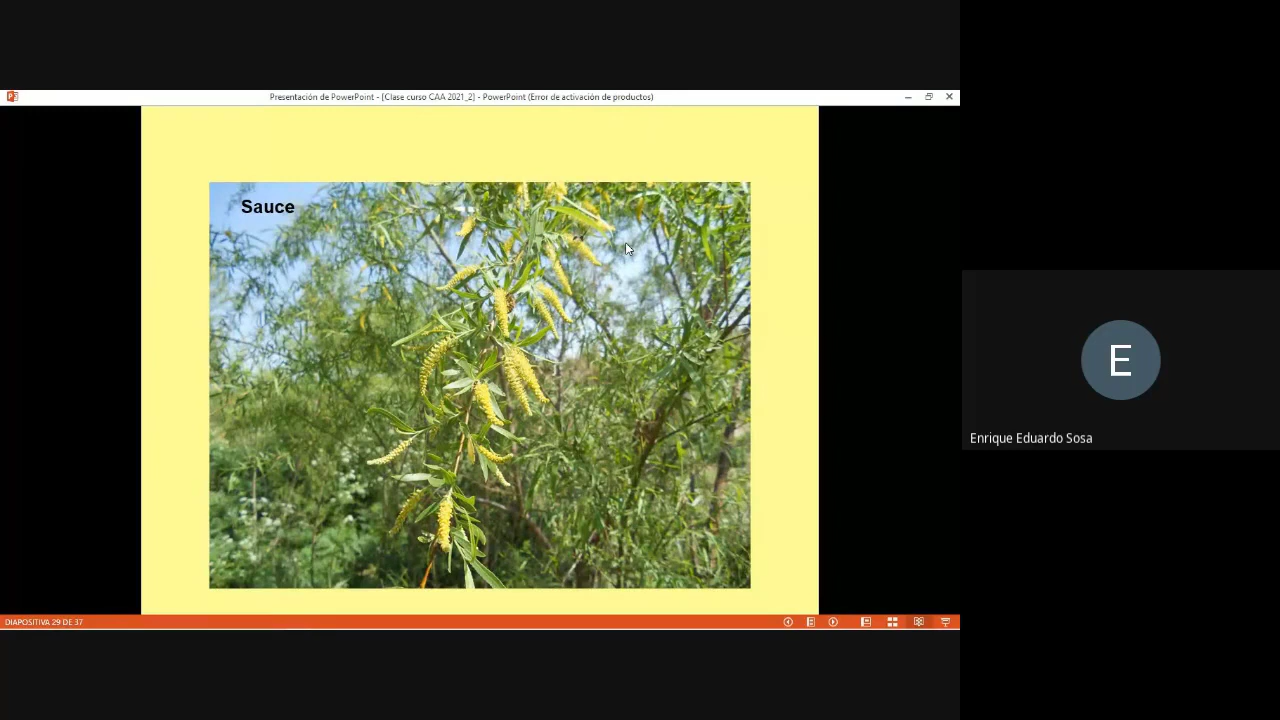 Presentación de PowerPoint - [Clase curso CAA 2021_2] - PowerPoint (Error de activación de productos)
Sauce
E
Enrique Eduardo Sosa
DIAPOSITIVA 29 DE 37